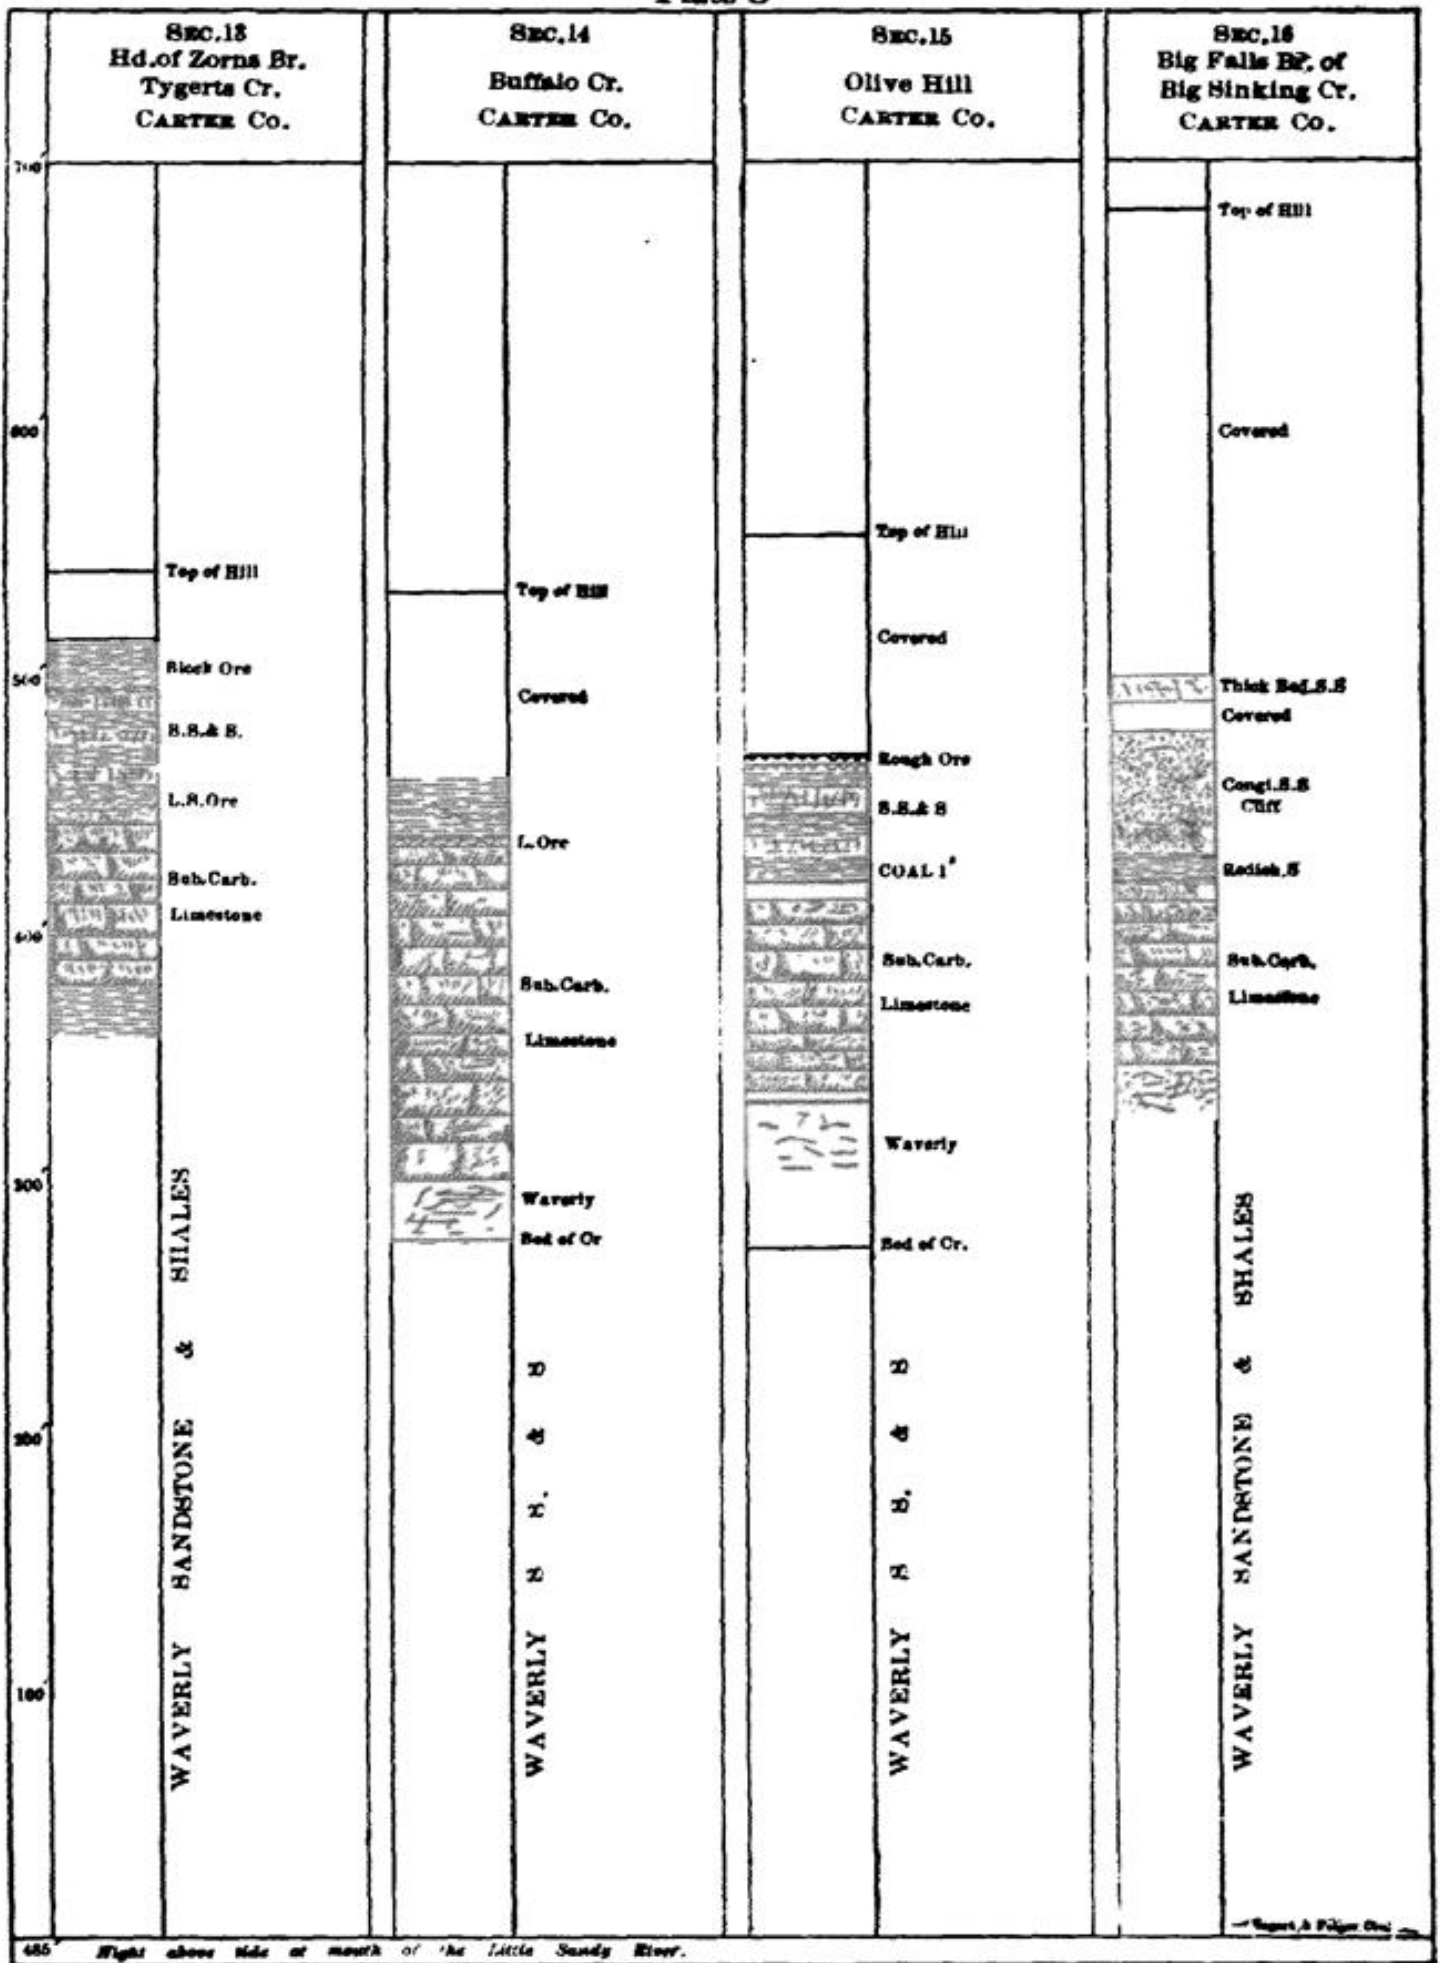 SEC.13
Hd.of Zorns Br.
Tygerts Cr.
CARTER Co.
SEC.14
Buffalo Cr.
CARTER Co.
SEC.15
Olive Hill
CARTER Co.
SEC.16
Big Falls Br. of
Big Sinking Cr.
CARTER Co.
700'
600'
500'
400'
300'
200'
100'
Top of Hill
Block Ore
S.S.& S.
L.S.Ore
Sub.Carb.
Limestone
WAVERLY SANDSTONE & SHALES
Top of Hill
Covered
L.Ore
Sub.Carb.
Limestone
Waverly
Bed of Cr
WAVERLY S S. & S
Top of Hill
Covered
Rough Ore
S.S.& S
COAL 1'
Sub.Carb.
Limestone
Waverly
Bed of Cr.
WAVERLY S S. & S
Top of Hill
Covered
Thick Bed.S.S
Covered
Congl.S.S
Cliff
Redish.S
Sub.Carb.
Limestone
WAVERLY SANDSTONE & SHALES
485' Hight above tide at mouth of the Little Sandy River.